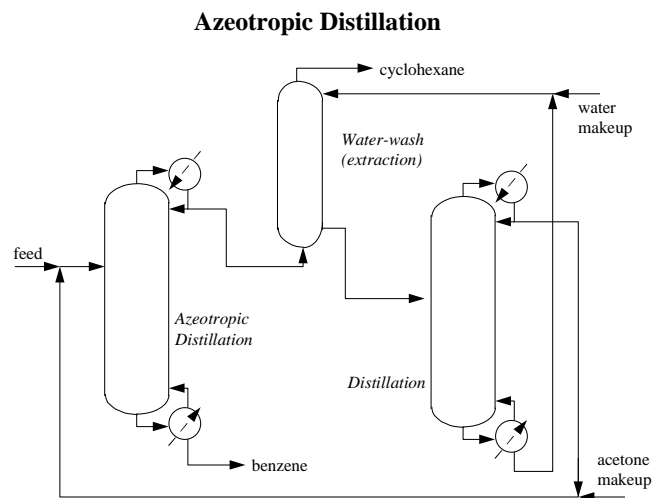 Azeotropic Distillation
cyclohexane
water
makeup
Water-wash
(extraction)
feed
Azeotropic
Distillation
Distillation
benzene
acetone
makeup